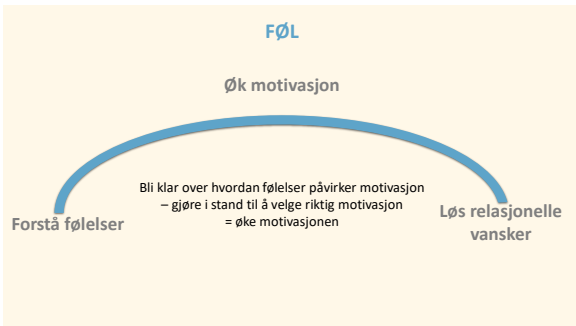 FØL
Øk motivasjon
Bli klar over hvordan følelser påvirker motivasjon
– gjøre i stand til å velge riktig motivasjon
= øke motivasjonen
Forstå følelser
Løs relasjonelle
vansker